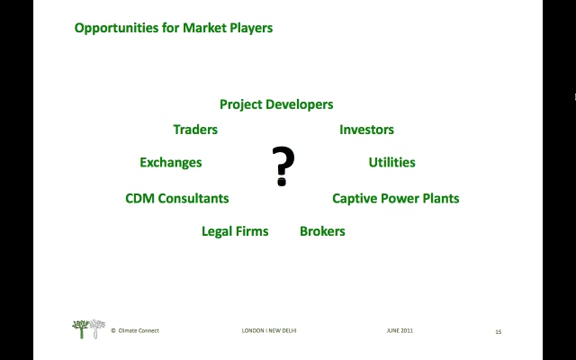 Opportunities for Market Players
Project Developers
Traders Investors
? 
Exchanges Utilities
CDM Consultants Captive Power Plants
Legal Firms Brokers
© Climate Connect LONDON I NEW DELHI JUNE 2011 15